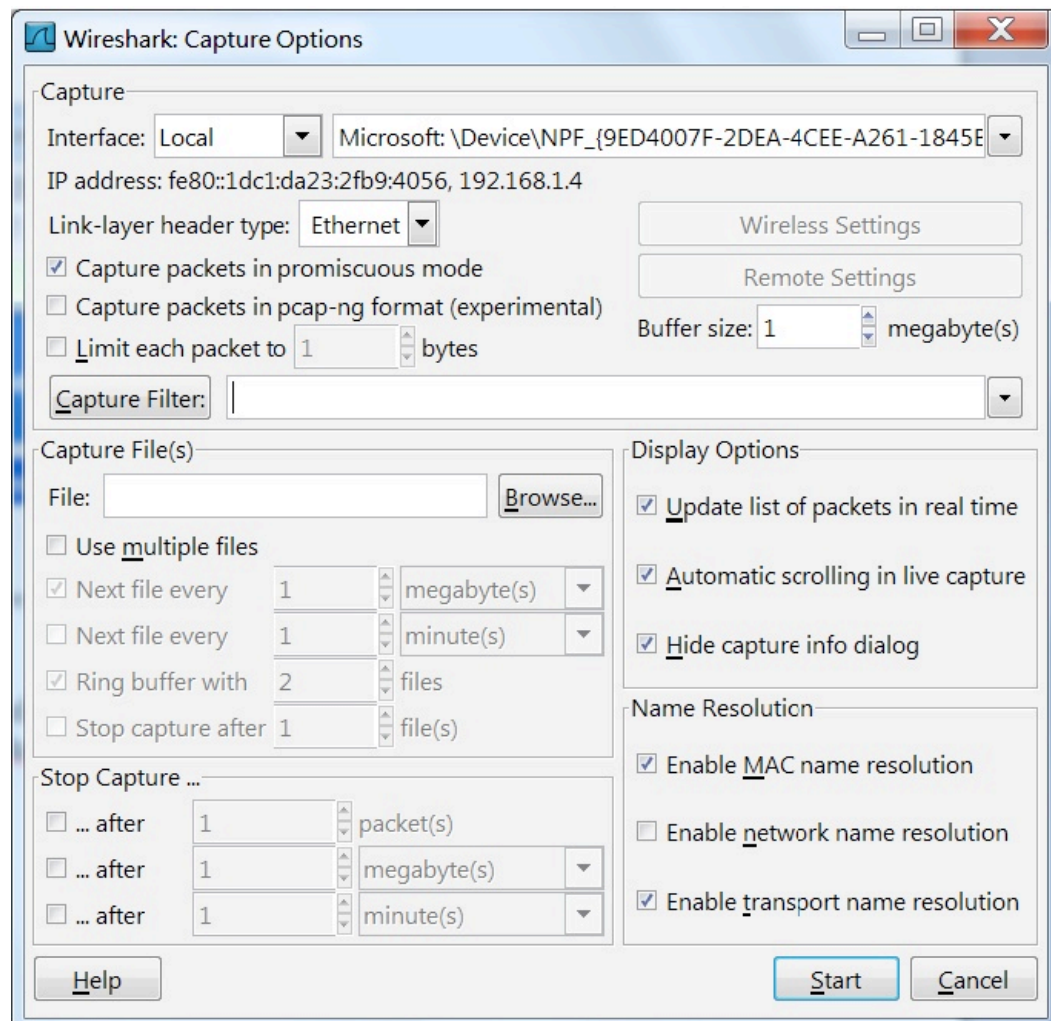 Wireshark: Capture Options
Capture
Interface: Local Microsoft: \Device\NPF_{9ED4007F-2DEA-4CEE-A261-1845E
IP address: fe80::1dc1:da23:2fb9:4056, 192.168.1.4
Link-layer header type: Ethernet
Wireless Settings
Capture packets in promiscuous mode
Remote Settings
Capture packets in pcap-ng format (experimental)
Buffer size: 1 megabyte(s)
Limit each packet to 1 bytes
Capture Filter:
Capture File(s)
File: Browse...
Use multiple files
Next file every 1 megabyte(s)
Next file every 1 minute(s)
Ring buffer with 2 files
Stop capture after 1 file(s)
Stop Capture ...
... after 1 packet(s)
... after 1 megabyte(s)
... after 1 minute(s)
Display Options
Update list of packets in real time
Automatic scrolling in live capture
Hide capture info dialog
Name Resolution
Enable MAC name resolution
Enable network name resolution
Enable transport name resolution
Help Start Cancel